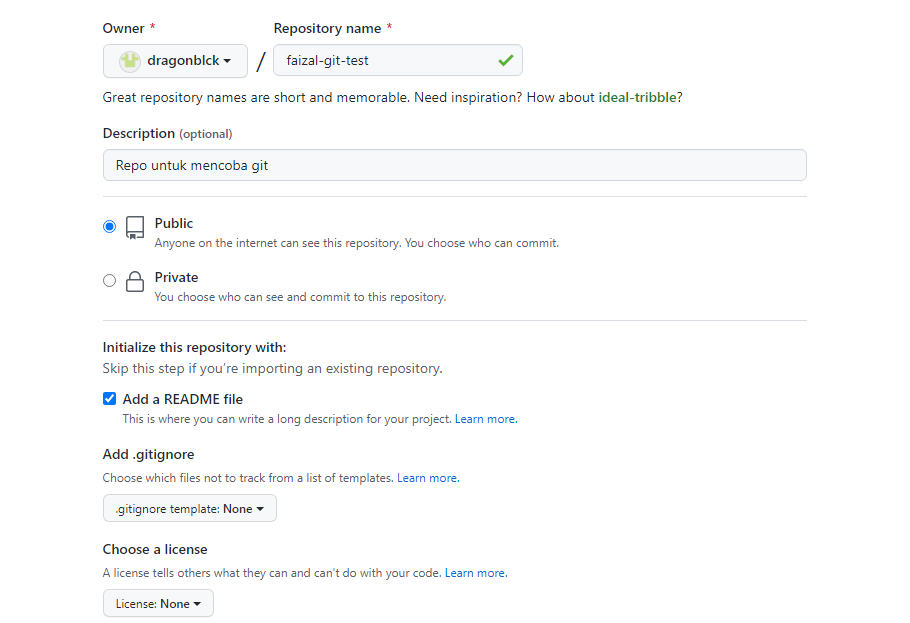 Owner * Repository name *
dragonblck / faizal-git-test
Great repository names are short and memorable. Need inspiration? How about ideal-tribble?
Description (optional)
Repo untuk mencoba git
Public
Anyone on the internet can see this repository. You choose who can commit.
Private
You choose who can see and commit to this repository.
Initialize this repository with:
Skip this step if you're importing an existing repository.
Add a README file
This is where you can write a long description for your project. Learn more.
Add .gitignore
Choose which files not to track from a list of templates. Learn more.
.gitignore template: None
Choose a license
A license tells others what they can and can't do with your code. Learn more.
License: None